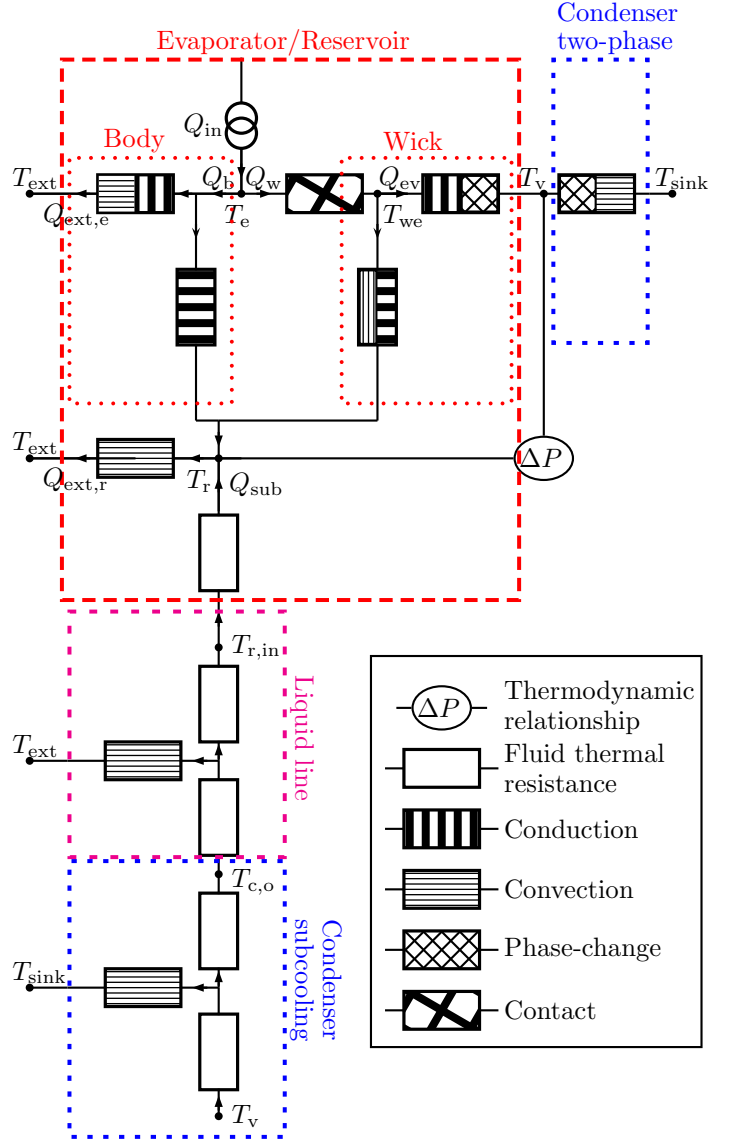 Condenser
two-phase
Evaporator/Reservoir
Q_in
Body
Wick
T_ext
Q_b
Q_w
Q_ev
T_v
T_sink
Q_ext,e
T_e
T_we
T_ext
ΔP
Q_ext,r
T_r
Q_sub
T_r,in
Liquid line
T_ext
T_c,o
Condenser
subcooling
T_sink
T_v
ΔP
Thermodynamic
relationship
Fluid thermal
resistance
Conduction
Convection
Phase-change
Contact